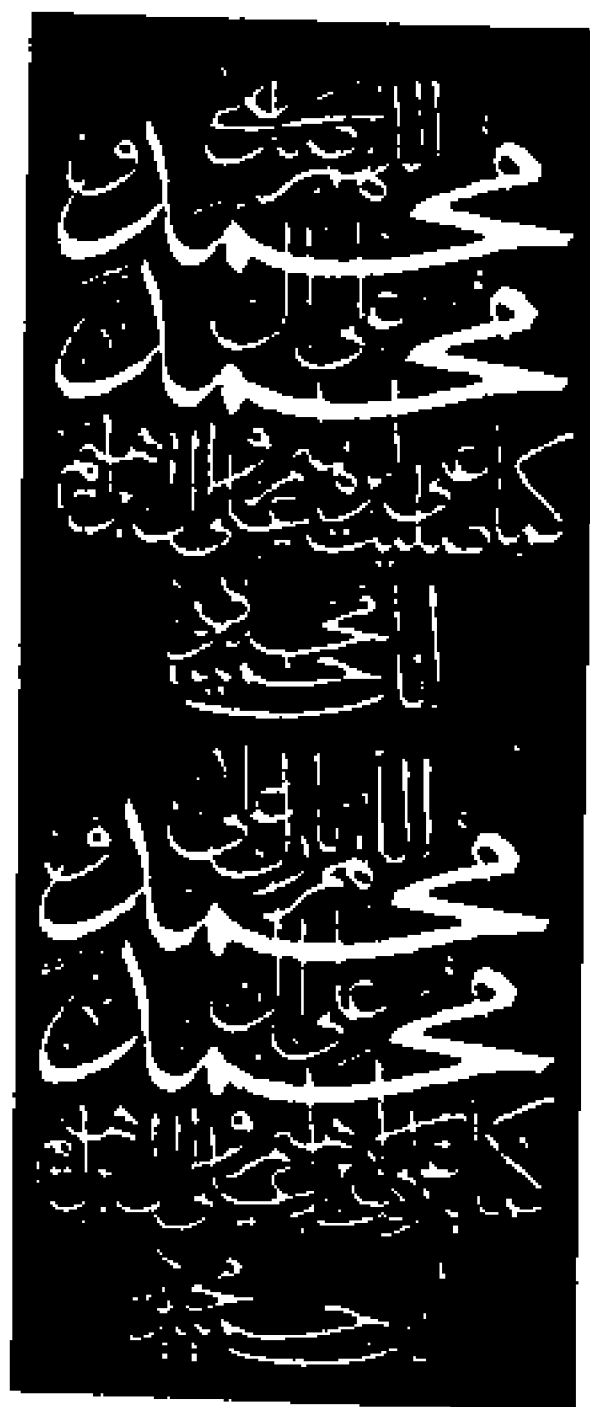 اللهم صل على محمد
وعلى آل محمد
كما صليت على إبراهيم وعلى آل إبراهيم
إنك حميد مجيد
اللهم بارك على محمد
وعلى آل محمد
كما باركت على إبراهيم وعلى آل إبراهيم
إنك حميد مجيد